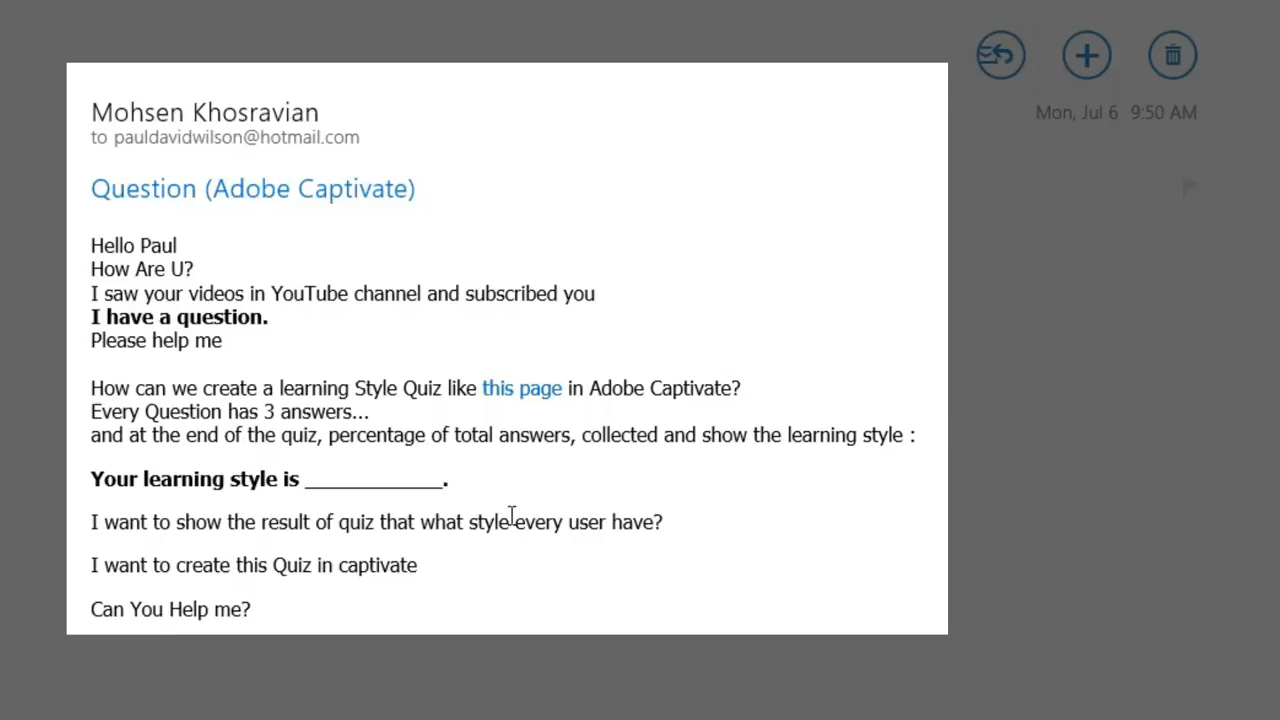 Mohsen Khosravian
to pauldavidwilson@hotmail.com
Mon, Jul 6 9:50 AM
Question (Adobe Captivate)
Hello Paul
How Are U?
I saw your videos in YouTube channel and subscribed you
I have a question.
Please help me
How can we create a learning Style Quiz like this page in Adobe Captivate?
Every Question has 3 answers...
and at the end of the quiz, percentage of total answers, collected and show the learning style :
Your learning style is ____________.
I want to show the result of quiz that what style every user have?
I want to create this Quiz in captivate
Can You Help me?